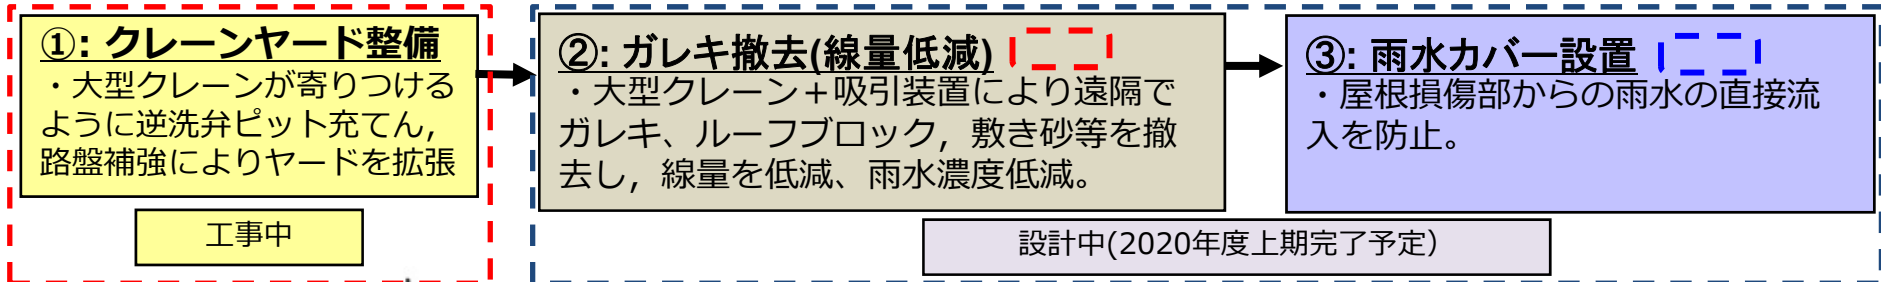 ①: クレーンヤード整備
・大型クレーンが寄りつける
ように逆洗弁ピット充てん，
路盤補強によりヤードを拡張
工事中
②: ガレキ撤去(線量低減)
・大型クレーン＋吸引装置により遠隔で
ガレキ、ルーフブロック，敷き砂等を撤
去し，線量を低減、雨水濃度低減。
③: 雨水カバー設置
・屋根損傷部からの雨水の直接流
入を防止。
設計中(2020年度上期完了予定）